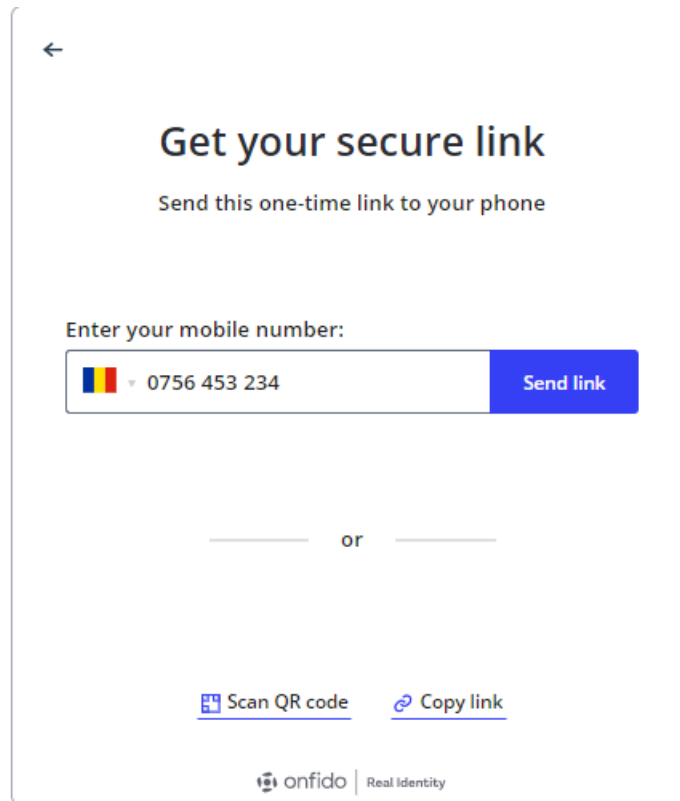 Get your secure link
Send this one-time link to your phone
Enter your mobile number:
0756 453 234 Send link
or
Scan QR code Copy link
onfido | Real Identity